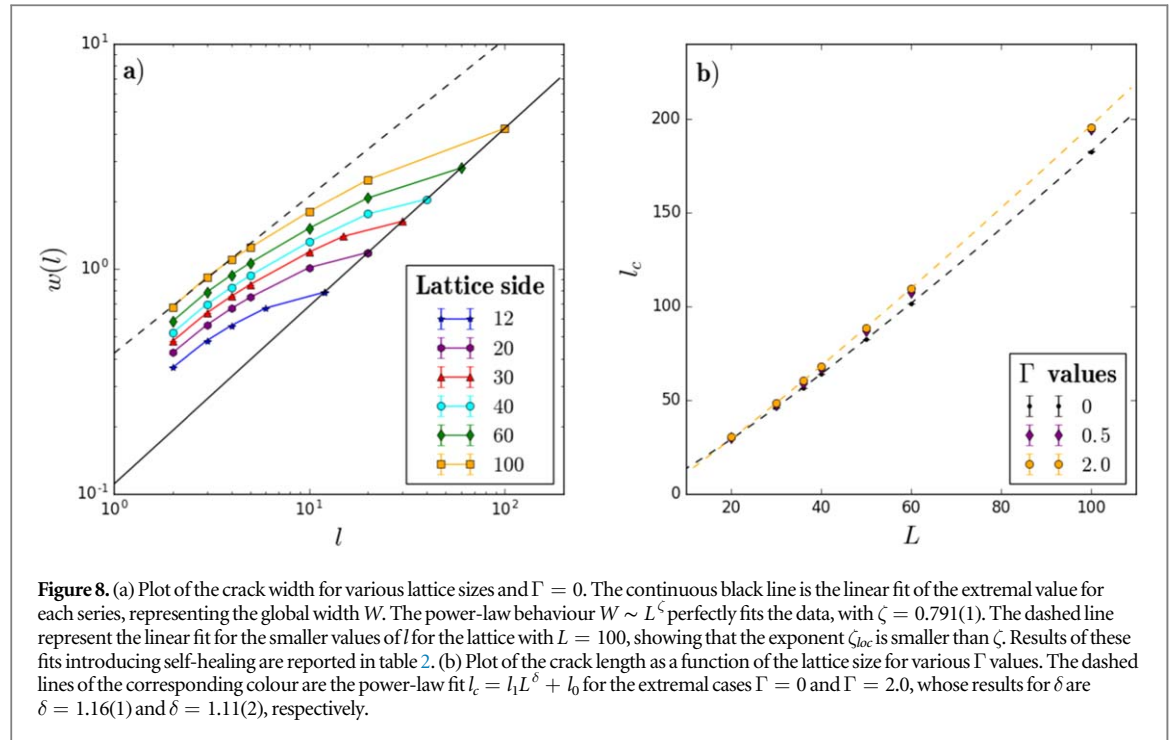 a)
10^1
10^0
10^-1
w(l)
10^0
10^1
10^2
l
Lattice side
12
20
30
40
60
100
b)
200
150
100
50
0
l_c
20
40
60
80
100
L
Γ values
0
0.5
2.0
Figure 8. (a) Plot of the crack width for various lattice sizes and Γ = 0. The continuous black line is the linear fit of the extremal value for
each series, representing the global width W. The power-law behaviour W ∼ L^ζ perfectly fits the data, with ζ = 0.791(1). The dashed line
represent the linear fit for the smaller values of l for the lattice with L = 100, showing that the exponent ζ_loc is smaller than ζ. Results of these
fits introducing self-healing are reported in table 2. (b) Plot of the crack length as a function of the lattice size for various Γ values. The dashed
lines of the corresponding colour are the power-law fit l_c = l_1L^δ + l_0 for the extremal cases Γ = 0 and Γ = 2.0, whose results for δ are
δ = 1.16(1) and δ = 1.11(2), respectively.